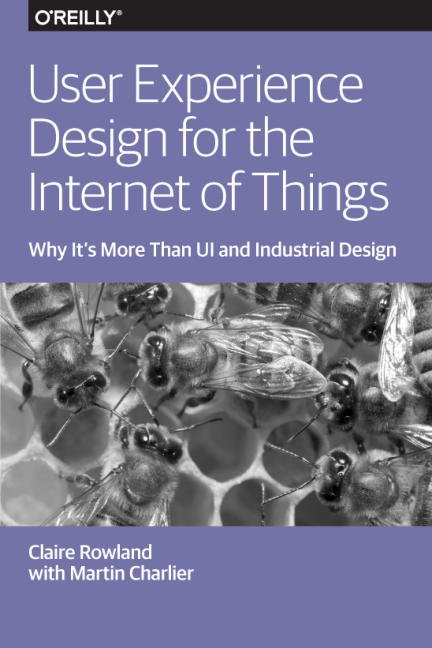 O'REILLY®
User Experience
Design for the
Internet of Things
Why It's More Than UI and Industrial Design
Claire Rowland
with Martin Charlier